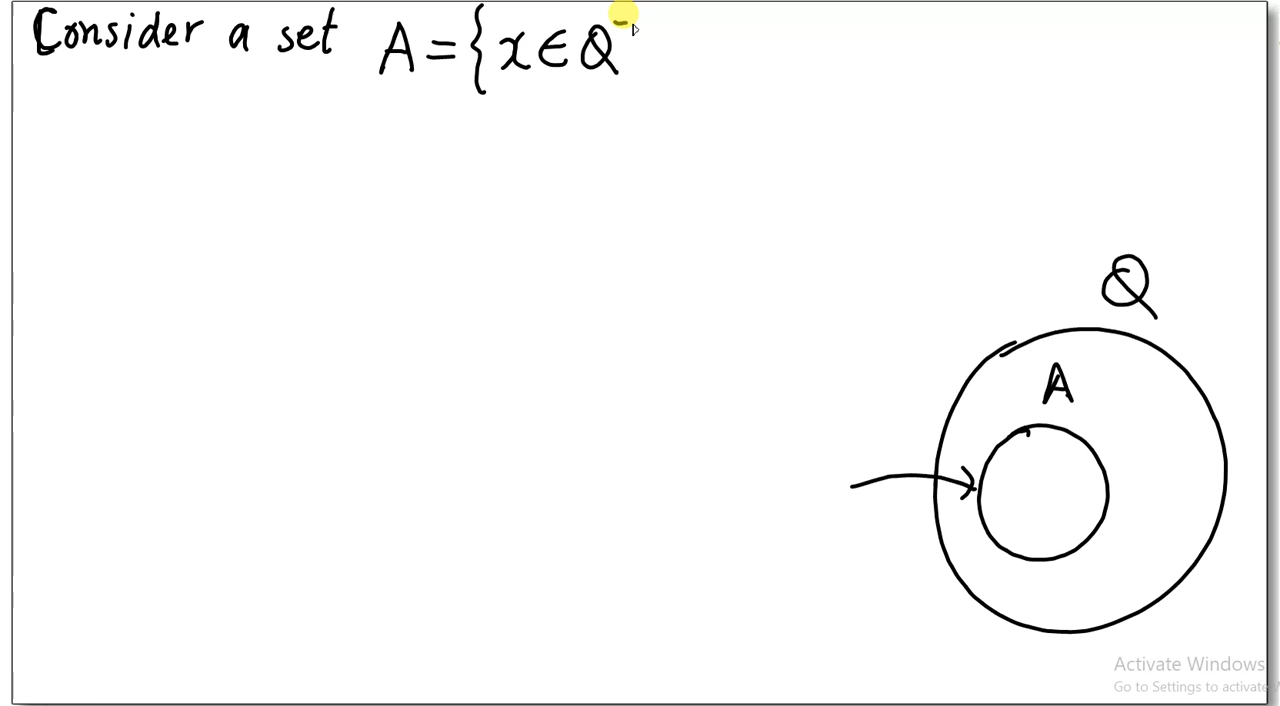 Consider a set A = { x ∈ Q⁻
Q
A
Activate Windows
Go to Settings to activate